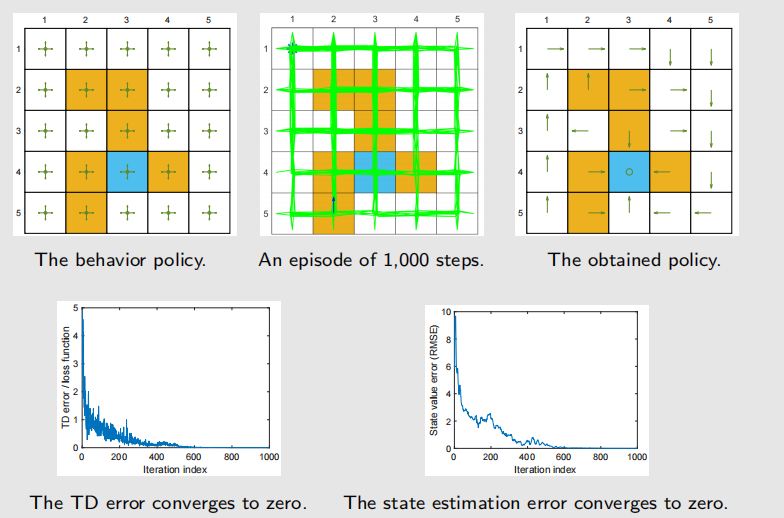 1 2 3 4 5
1
2
3
4
5
The behavior policy.
1 2 3 4 5
1
2
3
4
5
An episode of 1,000 steps.
1 2 3 4 5
1
2
3
4
5
The obtained policy.
TD error / loss function
5
4
3
2
1
0
0 200 400 600 800 1000
Iteration index
The TD error converges to zero.
State value error (RMSE)
10
8
6
4
2
0
0 200 400 600 800 1000
Iteration index
The state estimation error converges to zero.